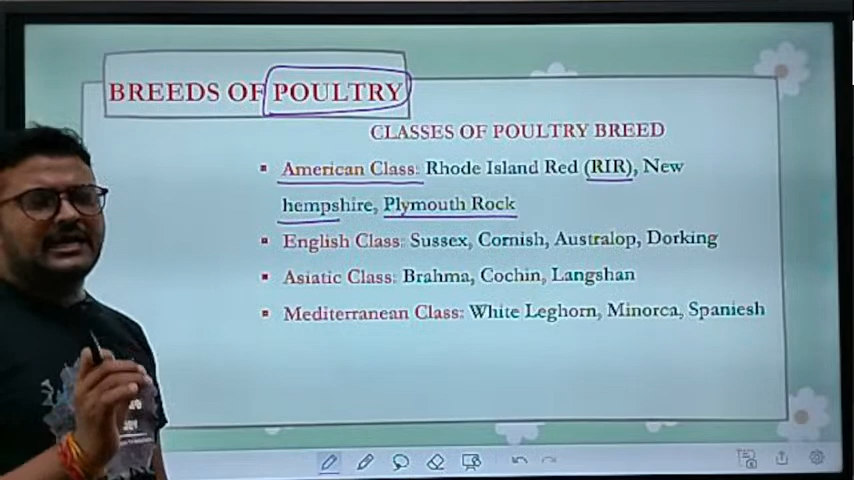 BREEDS OF POULTRY
CLASSES OF POULTRY BREED
American Class: Rhode Island Red (RIR), New
hempshire, Plymouth Rock
English Class: Sussex, Cornish, Australop, Dorking
Asiatic Class: Brahma, Cochin, Langshan
Mediterranean Class: White Leghorn, Minorca, Spaniesh